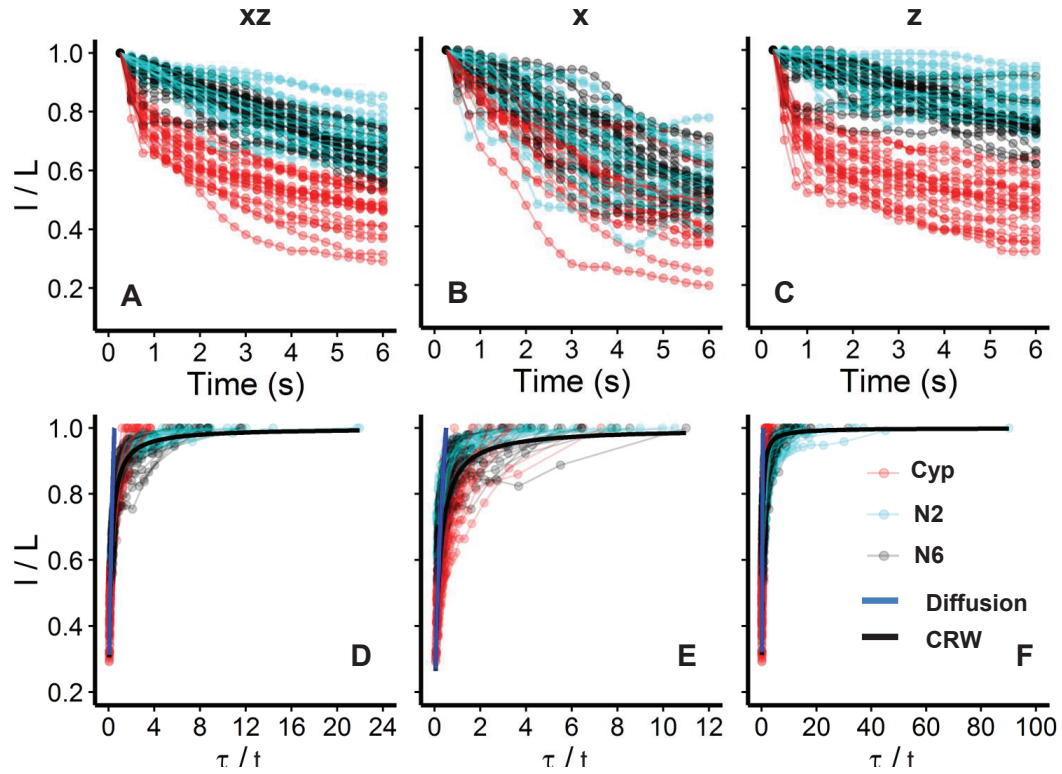 xz
x
z
1.0
0.8
0.6
0.4
0.2
l / L
A
B
C
0 1 2 3 4 5 6
0 1 2 3 4 5 6
0 1 2 3 4 5 6
Time (s)
Time (s)
Time (s)
1.0
0.8
0.6
0.4
0.2
l / L
Cyp
N2
N6
Diffusion
CRW
D
E
F
0 4 8 12 16 20 24
0 2 4 6 8 10 12
0 20 40 60 80 100
τ / t
τ / t
τ / t